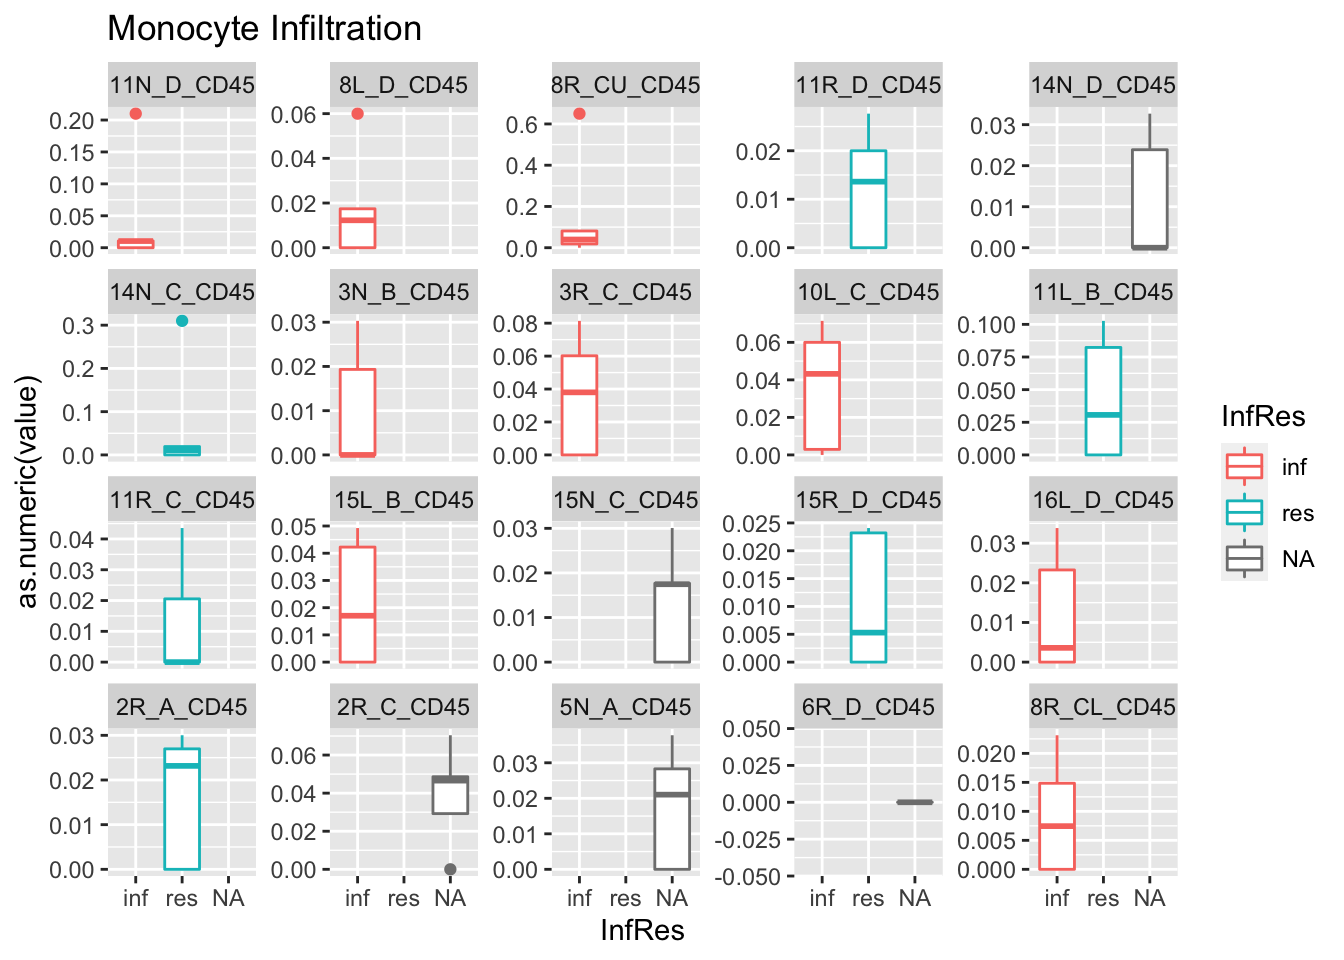 Monocyte Infiltration
11N_D_CD45 8L_D_CD45 8R_CU_CD45 11R_D_CD45 14N_D_CD45
0.20 0.15 0.10 0.05 0.00
0.06 0.04 0.02 0.00
0.6 0.4 0.2 0.0
0.02 0.01 0.00
0.03 0.02 0.01 0.00
14N_C_CD45 3N_B_CD45 3R_C_CD45 10L_C_CD45 11L_B_CD45
0.3 0.2 0.1 0.0
0.03 0.02 0.01 0.00
0.08 0.06 0.04 0.02 0.00
0.06 0.04 0.02 0.00
0.100 0.075 0.050 0.025 0.000
11R_C_CD45 15L_B_CD45 15N_C_CD45 15R_D_CD45 16L_D_CD45
0.04 0.03 0.02 0.01 0.00
0.05 0.04 0.03 0.02 0.01 0.00
0.03 0.02 0.01 0.00
0.025 0.020 0.015 0.010 0.005 0.000
0.03 0.02 0.01 0.00
2R_A_CD45 2R_C_CD45 5N_A_CD45 6R_D_CD45 8R_CL_CD45
0.03 0.02 0.01 0.00
0.06 0.04 0.02 0.00
0.03 0.02 0.01 0.00
0.050 0.025 0.000 -0.025 -0.050
0.020 0.015 0.010 0.005 0.000
inf res NA inf res NA inf res NA inf res NA inf res NA
InfRes
as.numeric(value)
InfRes
inf
res
NA